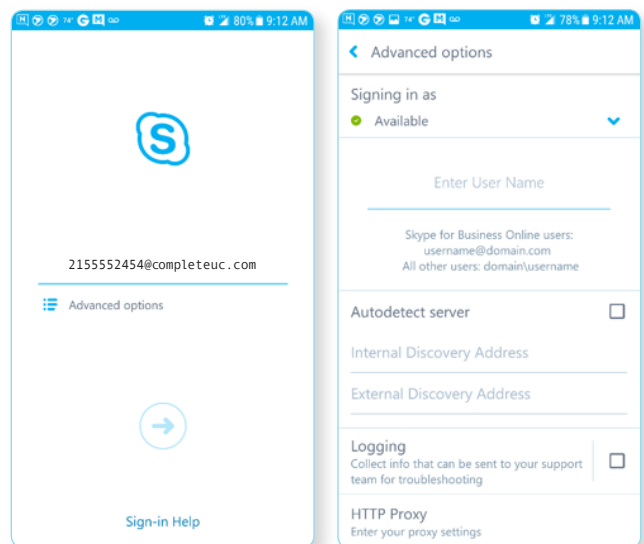 74° 80% 9:12 AM
S
2155552454@completeuc.com
Advanced options
Sign-in Help
74° 78% 9:12 AM
Advanced options
Signing in as
Available
Enter User Name
Skype for Business Online users:
username@domain.com
All other users: domain\username
Autodetect server
Internal Discovery Address
External Discovery Address
Logging
Collect info that can be sent to your support
team for troubleshooting
HTTP Proxy
Enter your proxy settings